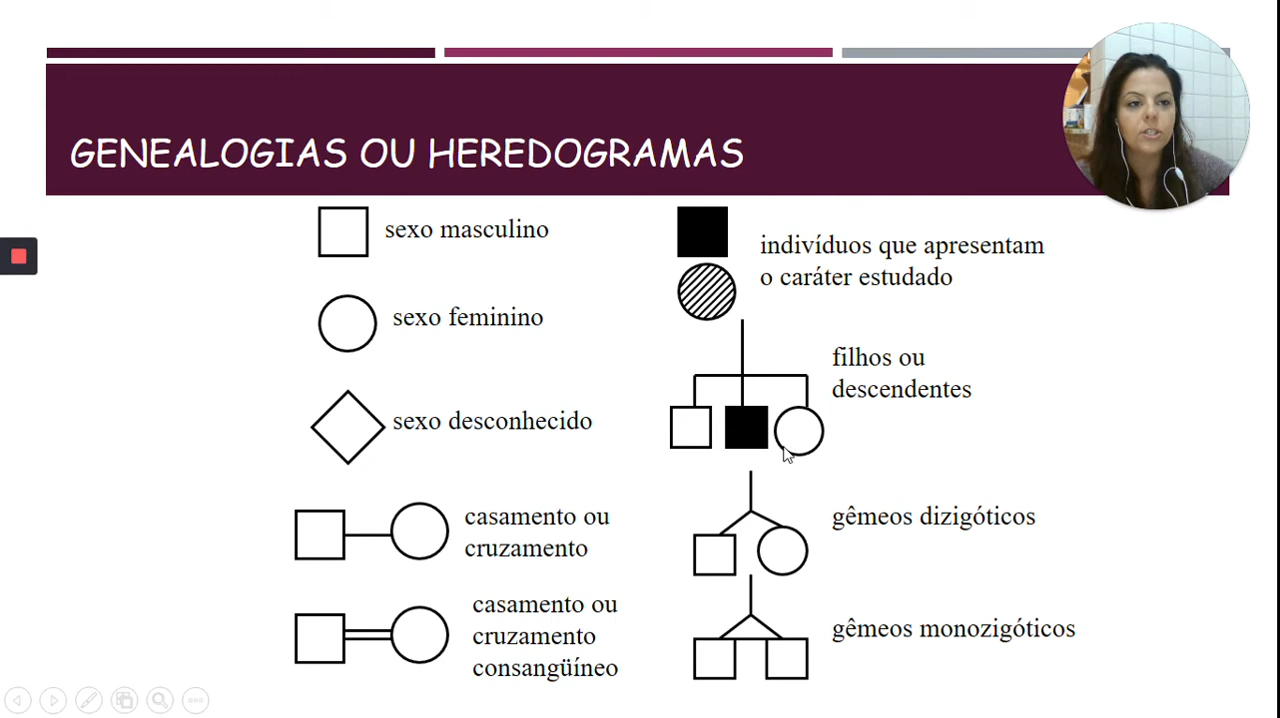 GENEALOGIAS OU HEREDOGRAMAS
sexo masculino
sexo feminino
sexo desconhecido
casamento ou
cruzamento
casamento ou
cruzamento
consangüíneo
indivíduos que apresentam
o caráter estudado
filhos ou
descendentes
gêmeos dizigóticos
gêmeos monozigóticos